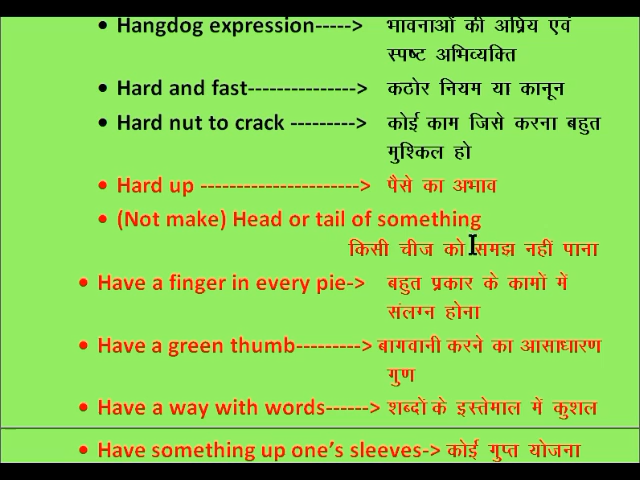 • Hangdog expression-----> भावनाओं की अप्रिय एवं
स्पष्ट अभिव्यक्ति
• Hard and fast---------------> कठोर नियम या कानून
• Hard nut to crack ---------> कोई काम जिसे करना बहुत
मुश्किल हो
• Hard up ----------------------> पैसे का अभाव
• (Not make) Head or tail of something
किसी चीज को समझ नहीं पाना
• Have a finger in every pie-> बहुत प्रकार के कामों में
संलग्न होना
• Have a green thumb---------> बागवानी करने का आसाधारण
गुण
• Have a way with words------> शब्दों के इस्तेमाल में कुशल
• Have something up one's sleeves-> कोई गुप्त योजना